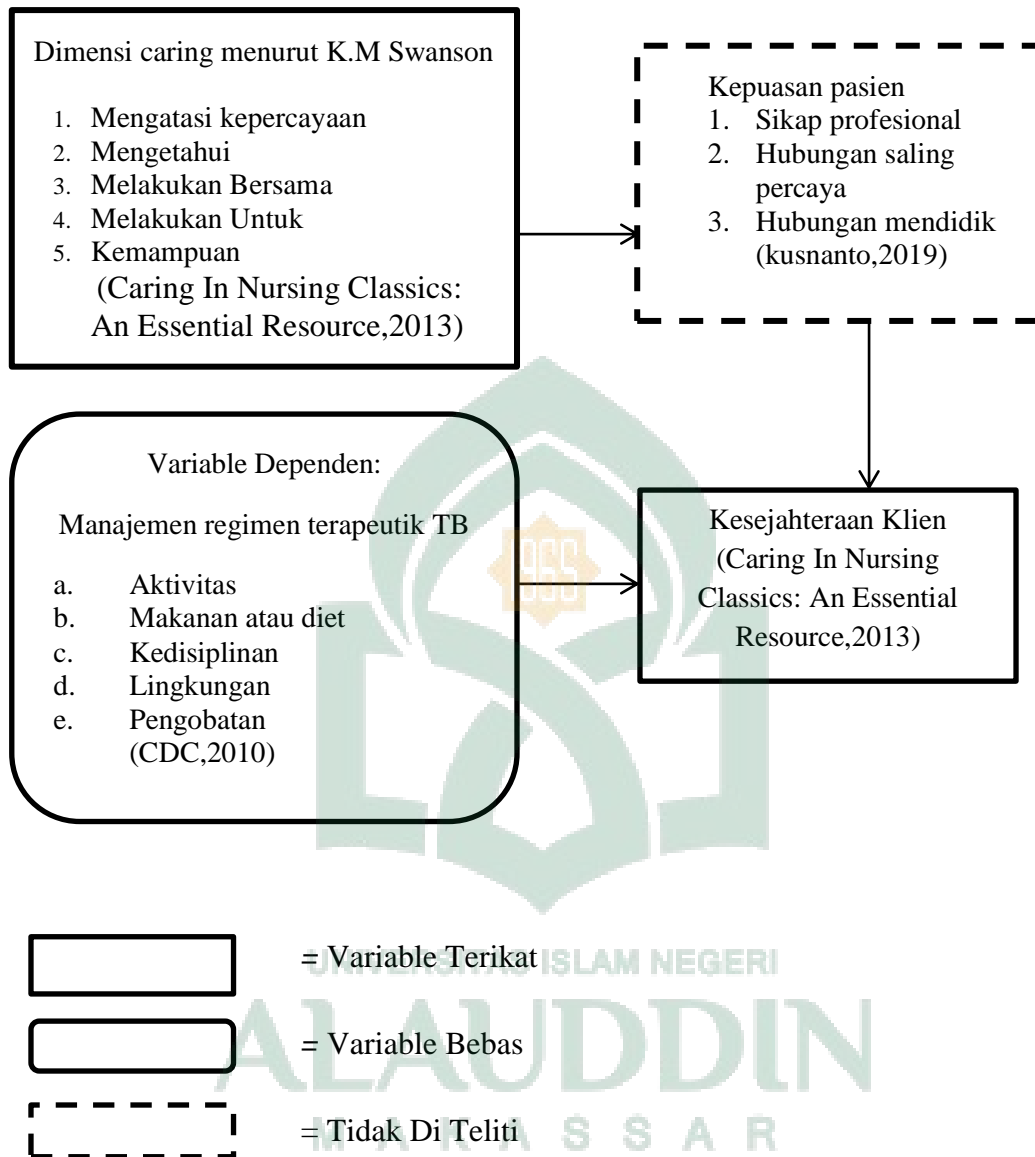 Dimensi caring menurut K.M Swanson
1. Mengatasi kepercayaan
2. Mengetahui
3. Melakukan Bersama
4. Melakukan Untuk
5. Kemampuan
(Caring In Nursing Classics:
An Essential Resource,2013)
Kepuasan pasien
1. Sikap profesional
2. Hubungan saling
percaya
3. Hubungan mendidik
(kusnanto,2019)
Variable Dependen:
Manajemen regimen terapeutik TB
a. Aktivitas
b. Makanan atau diet
c. Kedisiplinan
d. Lingkungan
e. Pengobatan
(CDC,2010)
Kesejahteraan Klien
(Caring In Nursing
Classics: An Essential
Resource,2013)
1965
= Variable Terikat
UNIVERSITAS ISLAM NEGERI
ALAUDDIN
= Variable Bebas
= Tidak Di Teliti
MAKASSAR